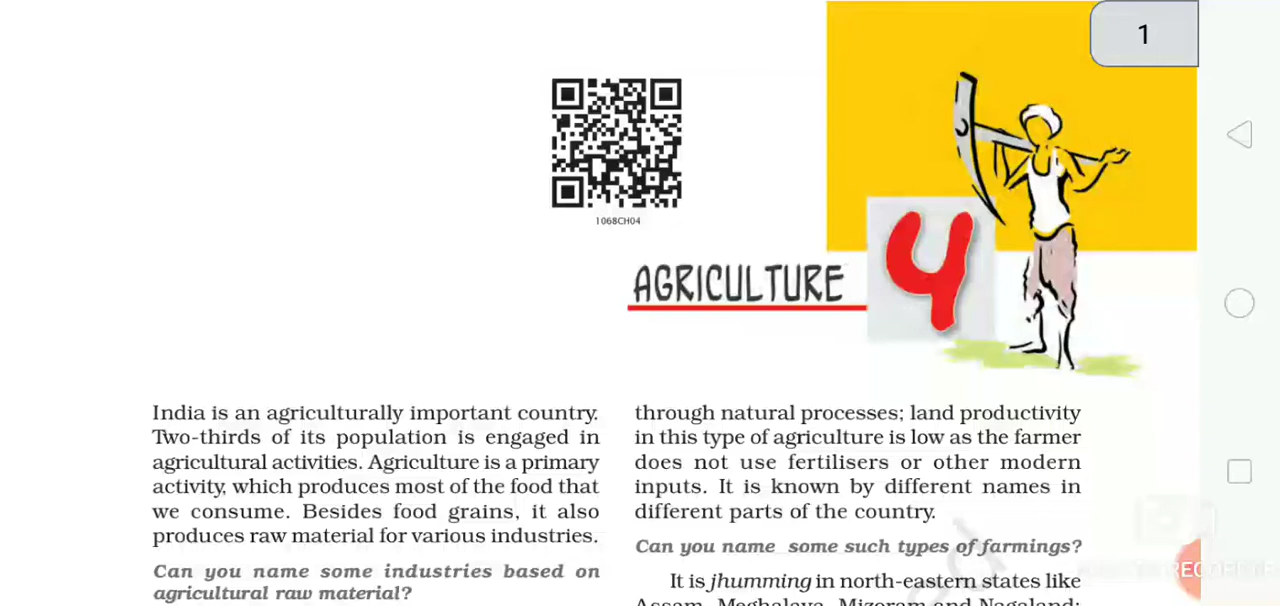 1
1068CH04
AGRICULTURE
4
India is an agriculturally important country.
Two-thirds of its population is engaged in
agricultural activities. Agriculture is a primary
activity, which produces most of the food that
we consume. Besides food grains, it also
produces raw material for various industries.
Can you name some industries based on
agricultural raw material?
through natural processes; land productivity
in this type of agriculture is low as the farmer
does not use fertilisers or other modern
inputs. It is known by different names in
different parts of the country.
Can you name some such types of farmings?
It is jhumming in north-eastern states like
Assam, Meghalaya, Mizoram and Nagaland;